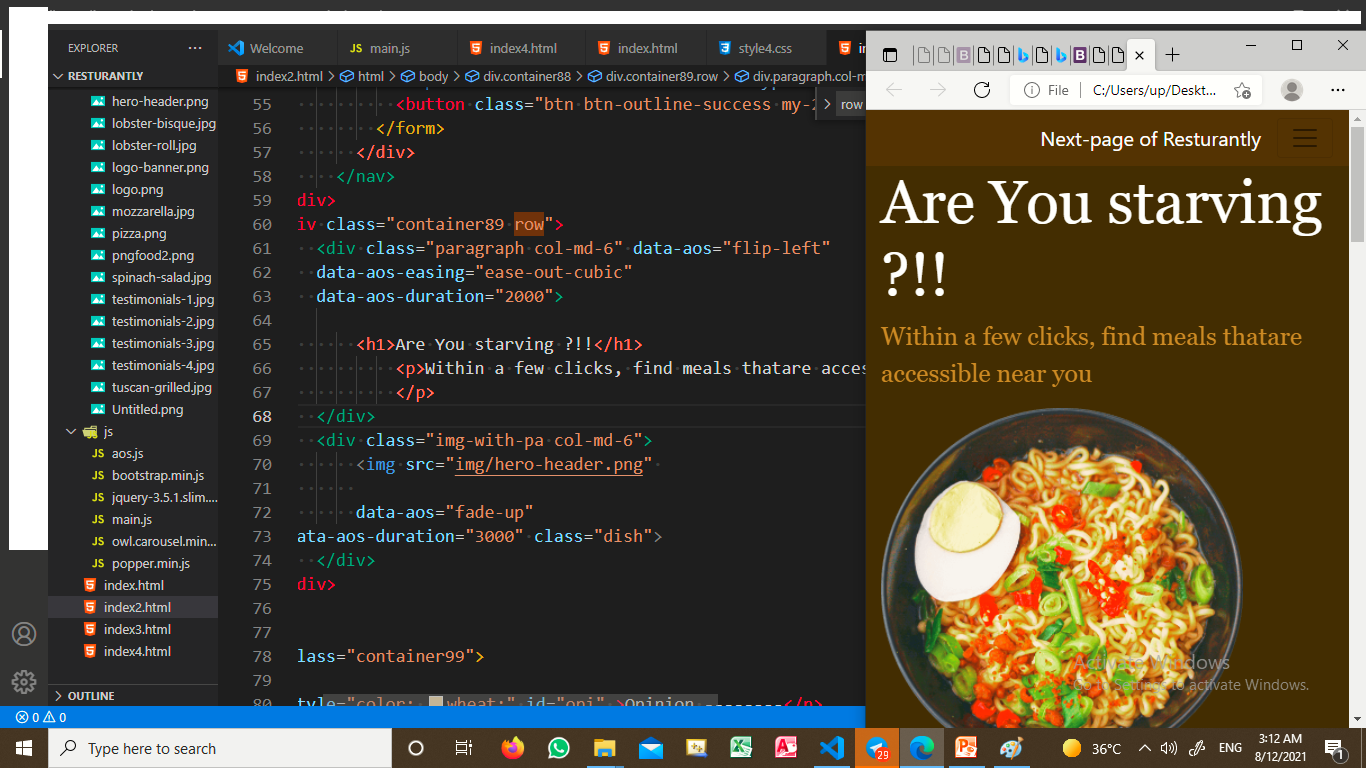 EXPLORER
RESTURANTLY
hero-header.png
lobster-bisque.jpg
lobster-roll.jpg
logo-banner.png
logo.png
mozzarella.jpg
pizza.png
pngfood2.png
spinach-salad.jpg
testimonials-1.jpg
testimonials-2.jpg
testimonials-3.jpg
testimonials-4.jpg
tuscan-grilled.jpg
Untitled.png
js
JS aos.js
JS bootstrap.min.js
JS jquery-3.5.1.slim....
JS main.js
JS owl.carousel.min...
JS popper.min.js
index.html
index2.html
index3.html
index4.html
OUTLINE
Welcome
JS main.js
index4.html
index.html
style4.css
index2.html > html > body > div.container88 > div.container89.row > div.paragraph.col-m
row
55 <button class="btn btn-outline-success my-2
56 </form>
57 </div>
58 </nav>
59 div>
60 iv class="container89 row">
61 <div class="paragraph col-md-6" data-aos="flip-left"
62 data-aos-easing="ease-out-cubic"
63 data-aos-duration="2000">
64
65 <h1>Are You starving ?!!</h1>
66 <p>Within a few clicks, find meals thatare acces
67 </p>
68 </div>
69 <div class="img-with-pa col-md-6">
70 <img src="img/hero-header.png"
71
72 data-aos="fade-up"
73 ata-aos-duration="3000" class="dish">
74 </div>
75 div>
76
77
78 lass="container99">
79
80 tyle="color: wheat;" id="opi" >Opinion --------</p>
0 0
File
C:/Users/up/Deskt...
Next-page of Resturantly
Are You starving
?!!
Within a few clicks, find meals thatare
accessible near you
Activate Windows
Go to Settings to activate Windows.
Type here to search
29
36°C
ENG
3:12 AM
8/12/2021
1